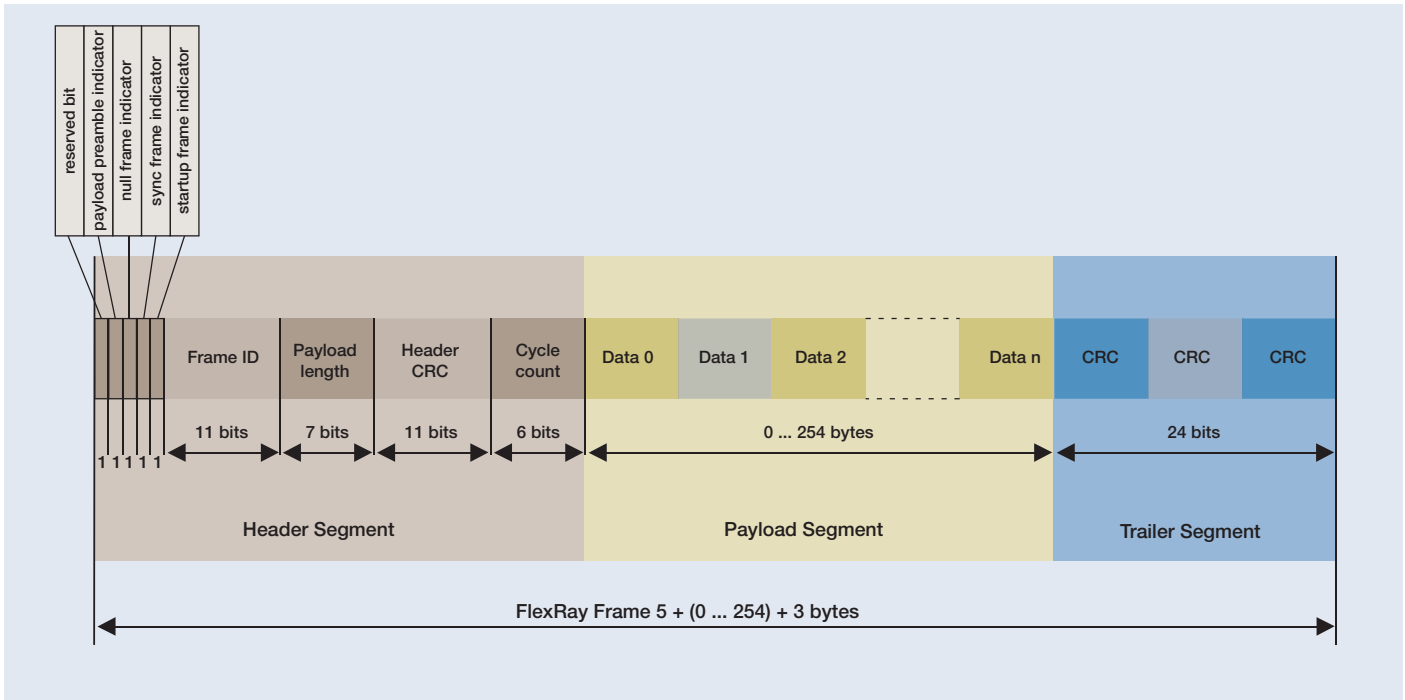 reserved bit
payload preamble indicator
null frame indicator
sync frame indicator
startup frame indicator
Frame ID
Payload
length
Header
CRC
Cycle
count
Data 0
Data 1
Data 2
Data n
CRC
CRC
CRC
11 bits
7 bits
11 bits
6 bits
0 ... 254 bytes
24 bits
1 1 1 1 1
Header Segment
Payload Segment
Trailer Segment
FlexRay Frame 5 + (0 ... 254) + 3 bytes